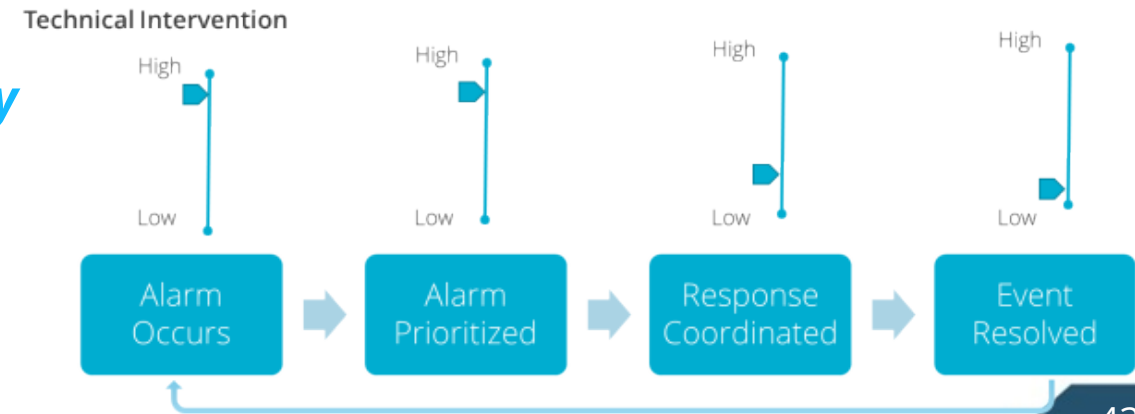 Technical Intervention
High
High
High
High
y
Low
Low
Low
Low
Alarm
Occurs
Alarm
Prioritized
Response
Coordinated
Event
Resolved